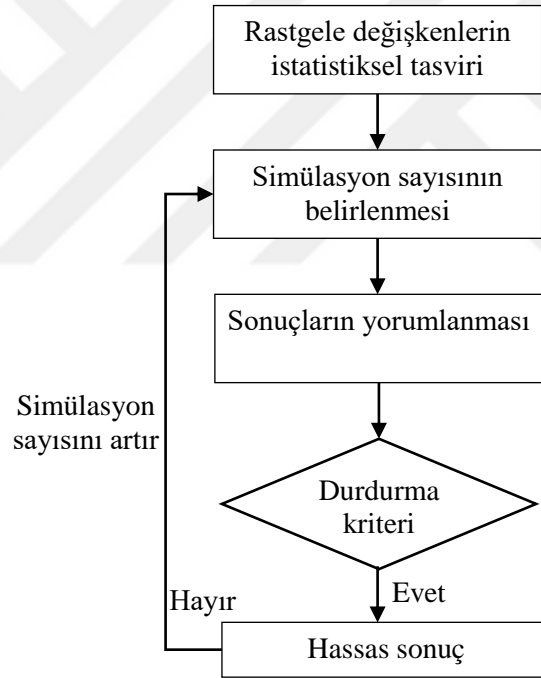 Rastgele değişkenlerin
istatistiksel tasviri
Simülasyon sayısının
belirlenmesi
Sonuçların yorumlanması
Simülasyon
sayısını artır
Durdurma
kriteri
Hayır
Evet
Hassas sonuç